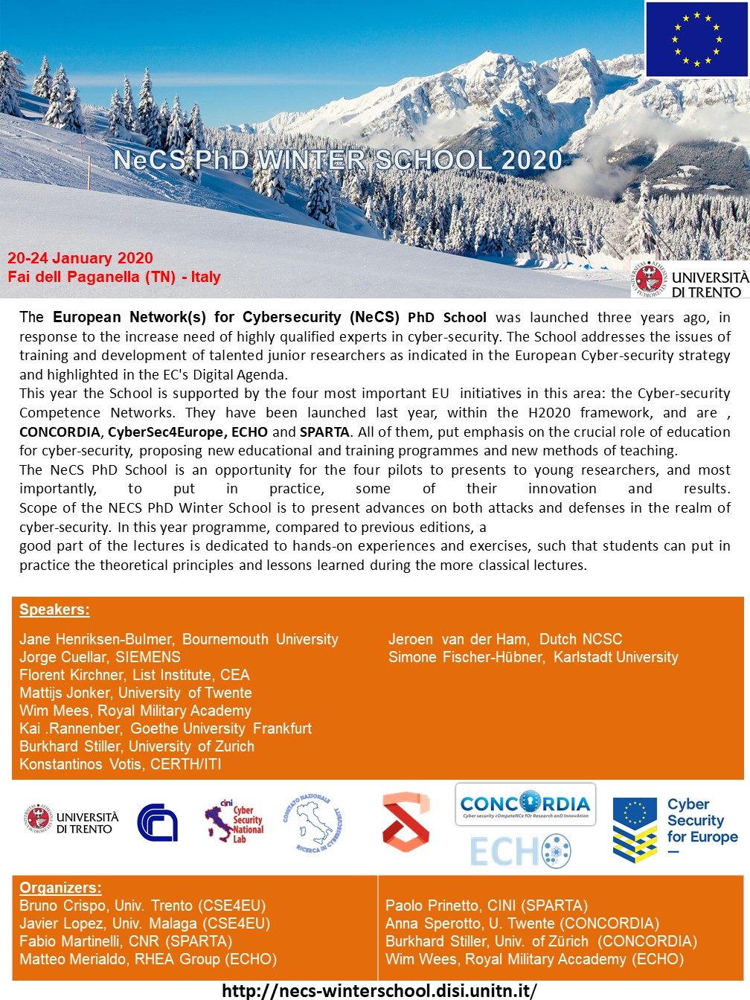 NeCS PhD WINTER SCHOOL 2020
20-24 January 2020
Fai dell Paganella (TN) - Italy
UNIVERSITÀ
DI TRENTO
The European Network(s) for Cybersecurity (NeCS) PhD School was launched three years ago, in
response to the increase need of highly qualified experts in cyber-security. The School addresses the issues of
training and development of talented junior researchers as indicated in the European Cyber-security strategy
and highlighted in the EC's Digital Agenda.
This year the School is supported by the four most important EU initiatives in this area: the Cyber-security
Competence Networks. They have been launched last year, within the H2020 framework, and are ,
CONCORDIA, CyberSec4Europe, ECHO and SPARTA. All of them, put emphasis on the crucial role of education
for cyber-security, proposing new educational and training programmes and new methods of teaching.
The NeCS PhD School is an opportunity for the four pilots to presents to young researchers, and most
importantly, to put in practice, some of their innovation and results.
Scope of the NECS PhD Winter School is to present advances on both attacks and defenses in the realm of
cyber-security. In this year programme, compared to previous editions, a
good part of the lectures is dedicated to hands-on experiences and exercises, such that students can put in
practice the theoretical principles and lessons learned during the more classical lectures.
Speakers:
Jane Henriksen-Bulmer, Bournemouth University
Jorge Cuellar, SIEMENS
Florent Kirchner, List Institute, CEA
Mattijs Jonker, University of Twente
Wim Mees, Royal Military Academy
Kai .Rannenber, Goethe University Frankfurt
Burkhard Stiller, University of Zurich
Konstantinos Votis, CERTH/ITI
Jeroen van der Ham, Dutch NCSC
Simone Fischer-Hübner, Karlstadt University
UNIVERSITÀ
DI TRENTO
cini
Cyber
Security
National
Lab
COMITATO NAZIONALE
RICERCA IN CYBERSECURITY
CONCORDIA
Cyber security cOmpeteNCe fOr Research anD InnovAtion
ECHO
Cyber
Security
for Europe
Organizers:
Bruno Crispo, Univ. Trento (CSE4EU)
Javier Lopez, Univ. Malaga (CSE4EU)
Fabio Martinelli, CNR (SPARTA)
Matteo Merialdo, RHEA Group (ECHO)
Paolo Prinetto, CINI (SPARTA)
Anna Sperotto, U. Twente (CONCORDIA)
Burkhard Stiller, Univ. of Zürich (CONCORDIA)
Wim Wees, Royal Military Accademy (ECHO)
http://necs-winterschool.disi.unitn.it/